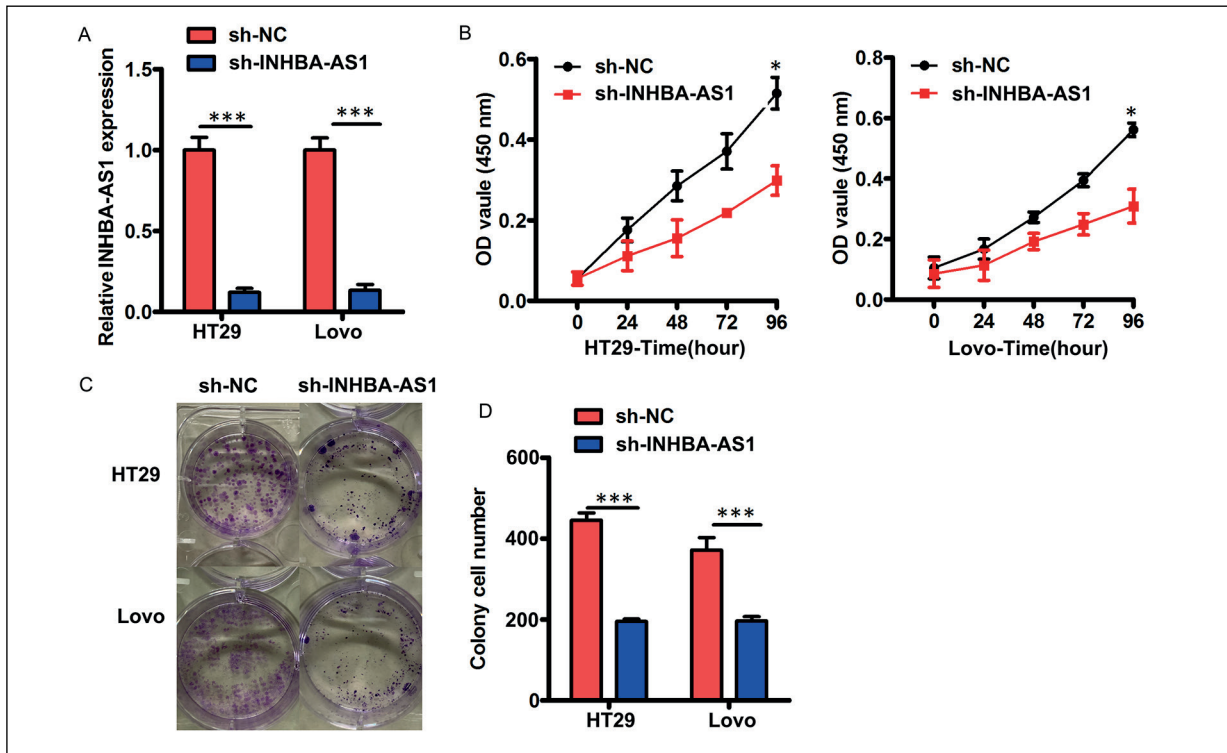 A
sh-NC
sh-INHBA-AS1
Relative INHBA-AS1 expression
1.5
1.0
0.5
0.0
***
***
HT29
Lovo
B
sh-NC
sh-INHBA-AS1
*
OD vaule (450 nm)
0.6
0.4
0.2
0.0
0 24 48 72 96
HT29-Time(hour)
sh-NC
sh-INHBA-AS1
*
OD vaule (450 nm)
0.8
0.6
0.4
0.2
0.0
0 24 48 72 96
Lovo-Time(hour)
C
sh-NC sh-INHBA-AS1
HT29
Lovo
D
sh-NC
sh-INHBA-AS1
Colony cell number
600
400
200
0
***
***
HT29
Lovo